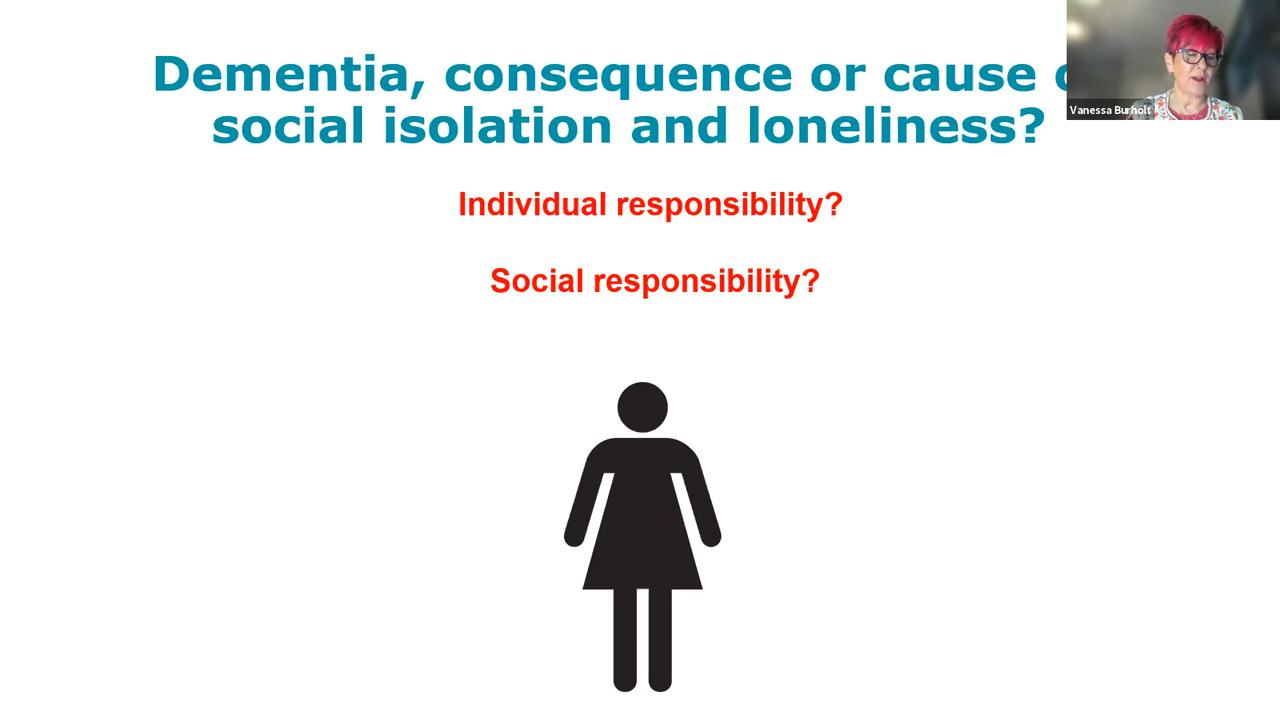 Dementia, consequence or cause
social isolation and loneliness?
Vanessa Burholt
Individual responsibility?
Social responsibility?